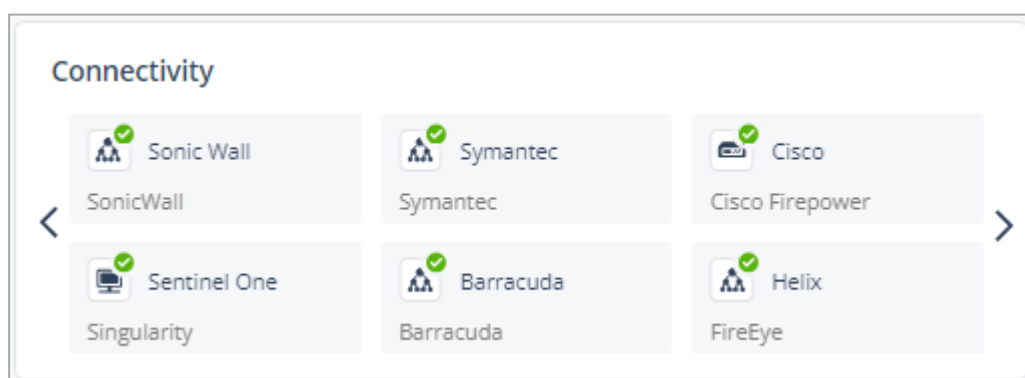 Connectivity
Sonic Wall
SonicWall
Symantec
Symantec
Cisco
Cisco Firepower
Sentinel One
Singularity
Barracuda
Barracuda
Helix
FireEye